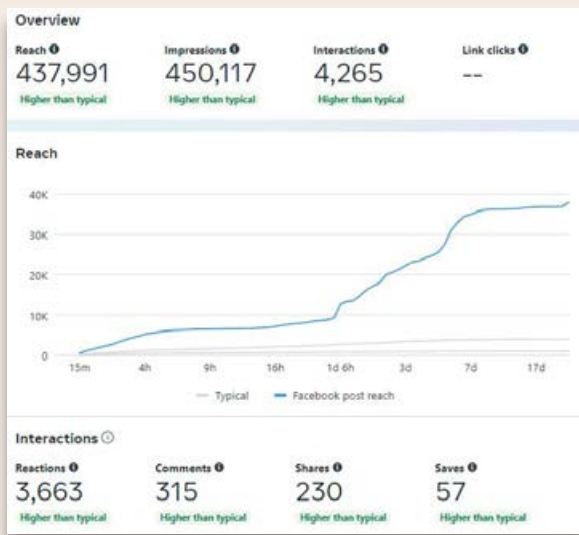 Overview
Reach Impressions Interactions Link clicks
437,991 450,117 4,265 --
Higher than typical Higher than typical Higher than typical
Reach
40K
30K
20K
10K
0
15m 4h 9h 16h 1d 6h 3d 7d 17d
Typical Facebook post reach
Interactions
Reactions Comments Shares Saves
3,663 315 230 57
Higher than typical Higher than typical Higher than typical Higher than typical